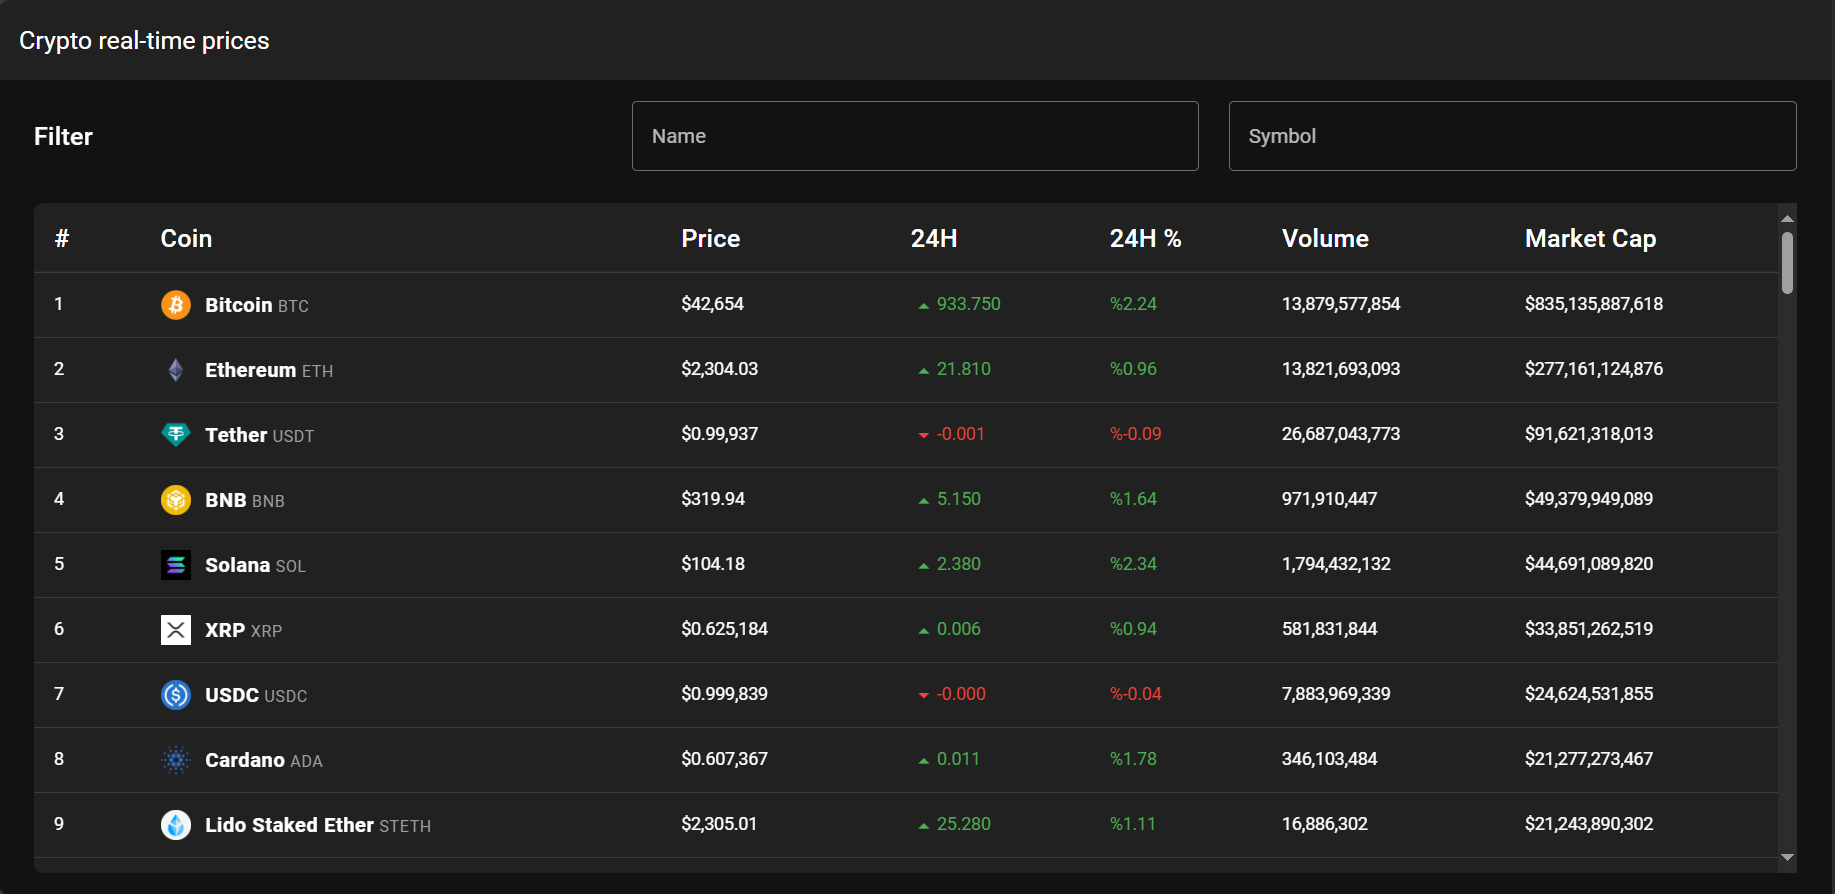 Crypto real-time prices
Filter Name Symbol
# Coin Price 24H 24H % Volume Market Cap
1 Bitcoin BTC $42,654 933.750 %2.24 13,879,577,854 $835,135,887,618
2 Ethereum ETH $2,304.03 21.810 %0.96 13,821,693,093 $277,161,124,876
3 Tether USDT $0.99,937 -0.001 %-0.09 26,687,043,773 $91,621,318,013
4 BNB BNB $319.94 5.150 %1.64 971,910,447 $49,379,949,089
5 Solana SOL $104.18 2.380 %2.34 1,794,432,132 $44,691,089,820
6 XRP XRP $0.625,184 0.006 %0.94 581,831,844 $33,851,262,519
7 USDC USDC $0.999,839 -0.000 %-0.04 7,883,969,339 $24,624,531,855
8 Cardano ADA $0.607,367 0.011 %1.78 346,103,484 $21,277,273,467
9 Lido Staked Ether STETH $2,305.01 25.280 %1.11 16,886,302 $21,243,890,302